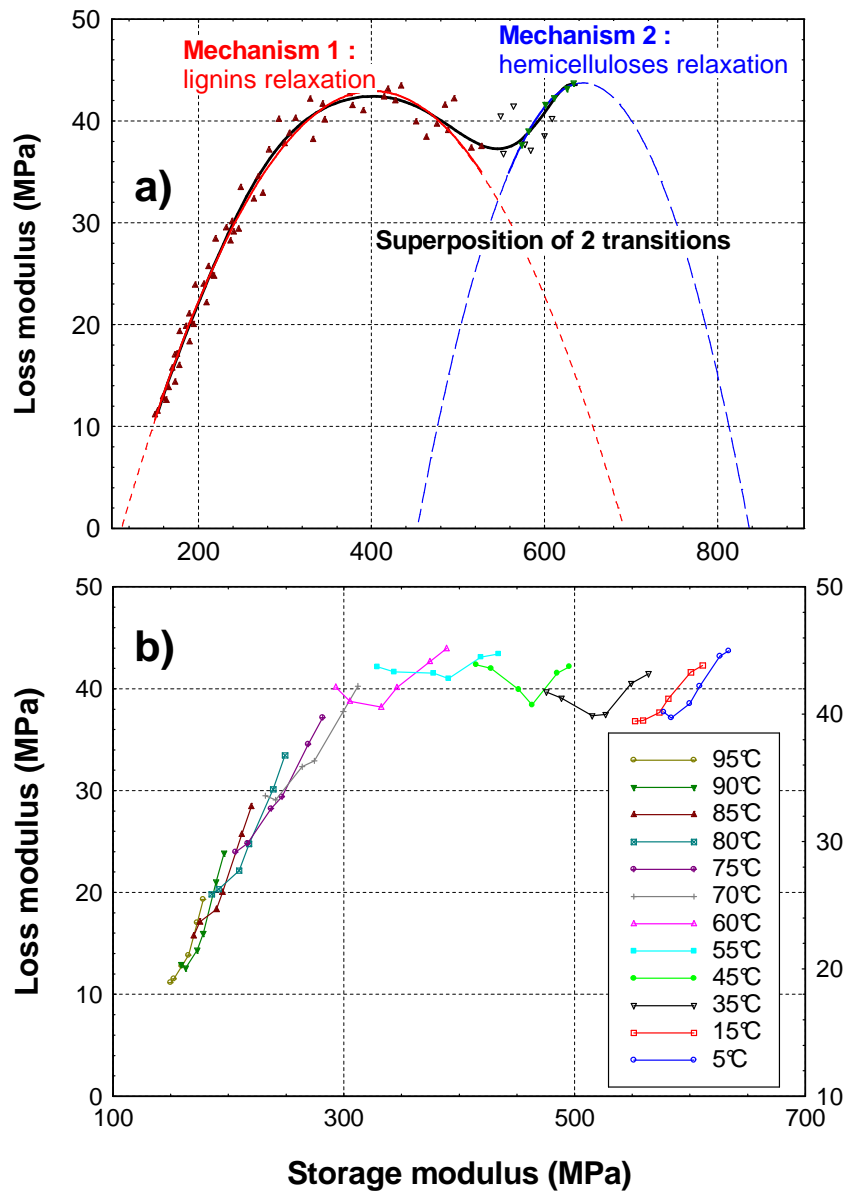 50
40
30
20
10
0
Loss modulus (MPa)
Mechanism 1 :
lignins relaxation
Mechanism 2 :
hemicelluloses relaxation
a)
Superposition of 2 transitions
200
400
600
800
50
40
30
20
10
0
Loss modulus (MPa)
b)
50
40
30
20
10
95°C
90°C
85°C
80°C
75°C
70°C
60°C
55°C
45°C
35°C
15°C
5°C
100
300
500
700
Storage modulus (MPa)